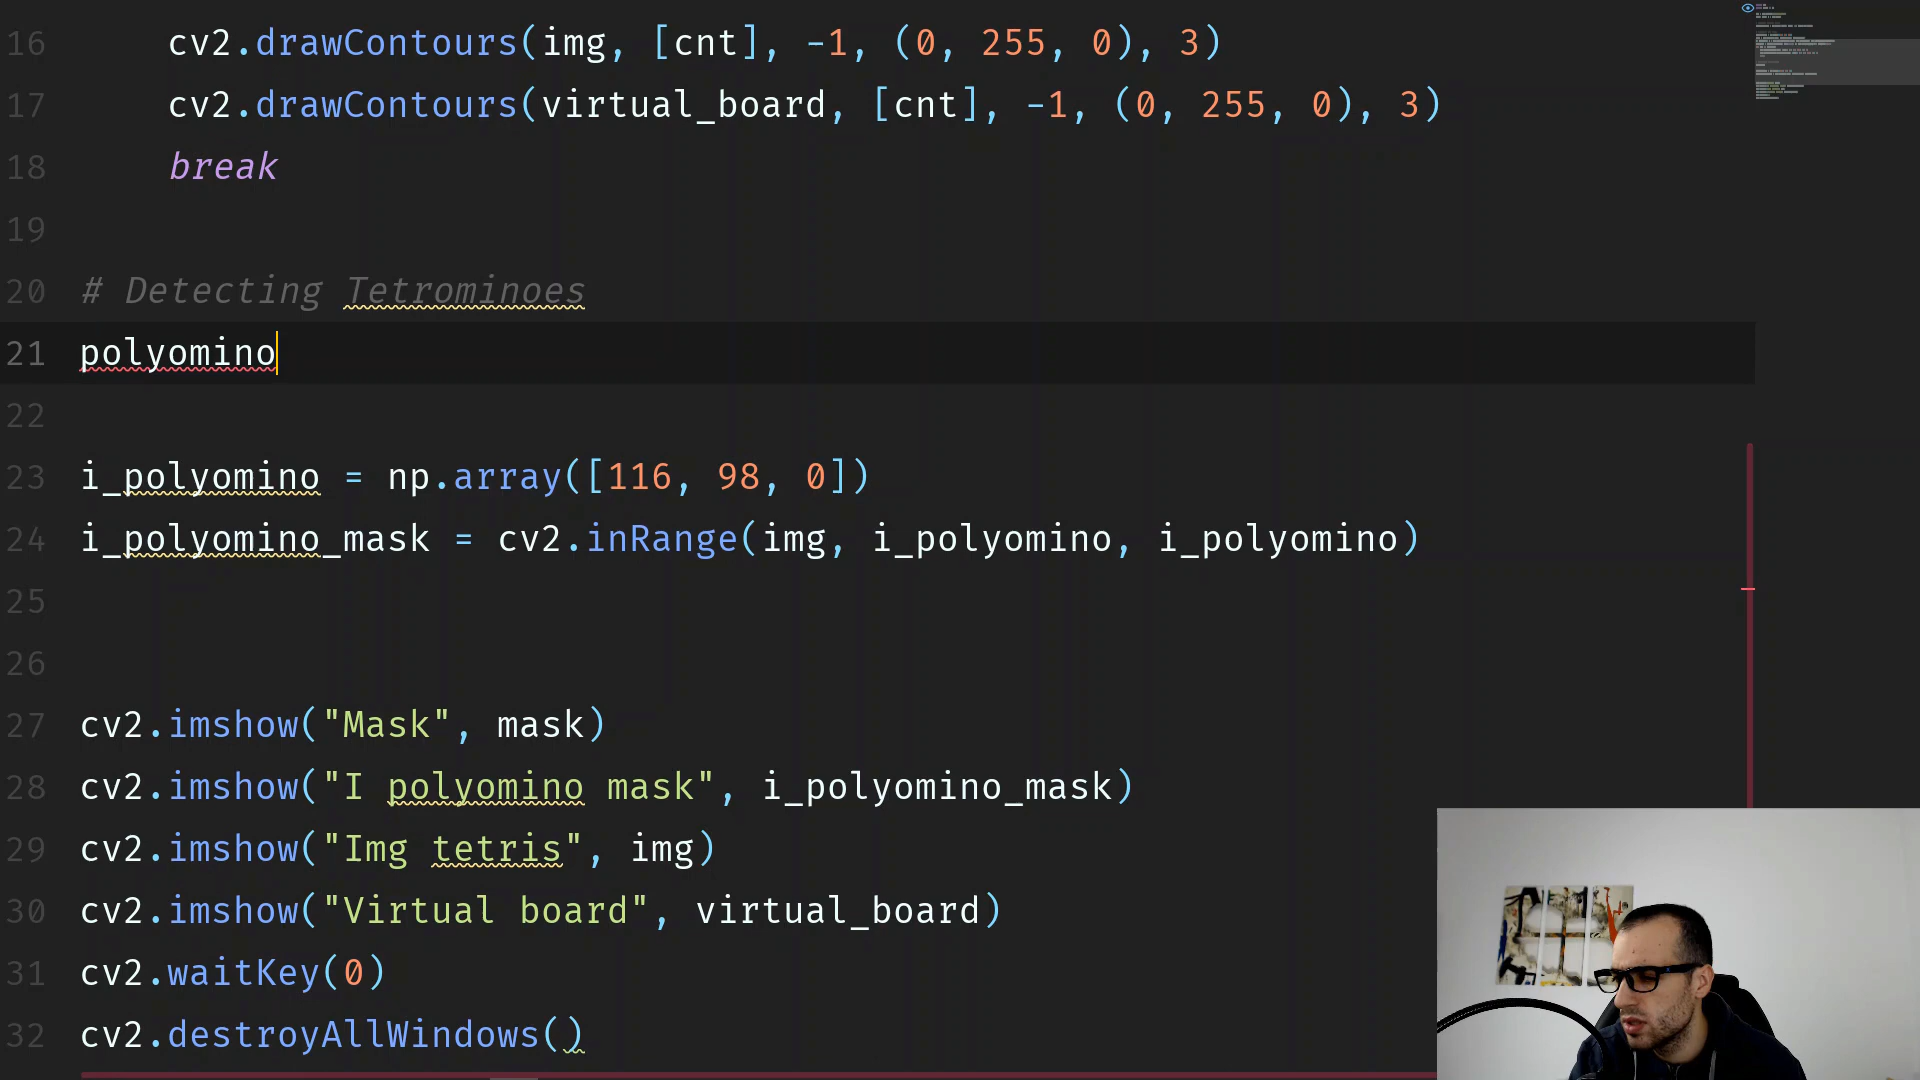 16 cv2.drawContours(img, [cnt], -1, (0, 255, 0), 3)
17 cv2.drawContours(virtual_board, [cnt], -1, (0, 255, 0), 3)
18 break
19
20 # Detecting Tetrominoes
21 polyomino
22
23 i_polyomino = np.array([116, 98, 0])
24 i_polyomino_mask = cv2.inRange(img, i_polyomino, i_polyomino)
25
26
27 cv2.imshow("Mask", mask)
28 cv2.imshow("I polyomino mask", i_polyomino_mask)
29 cv2.imshow("Img tetris", img)
30 cv2.imshow("Virtual board", virtual_board)
31 cv2.waitKey(0)
32 cv2.destroyAllWindows()